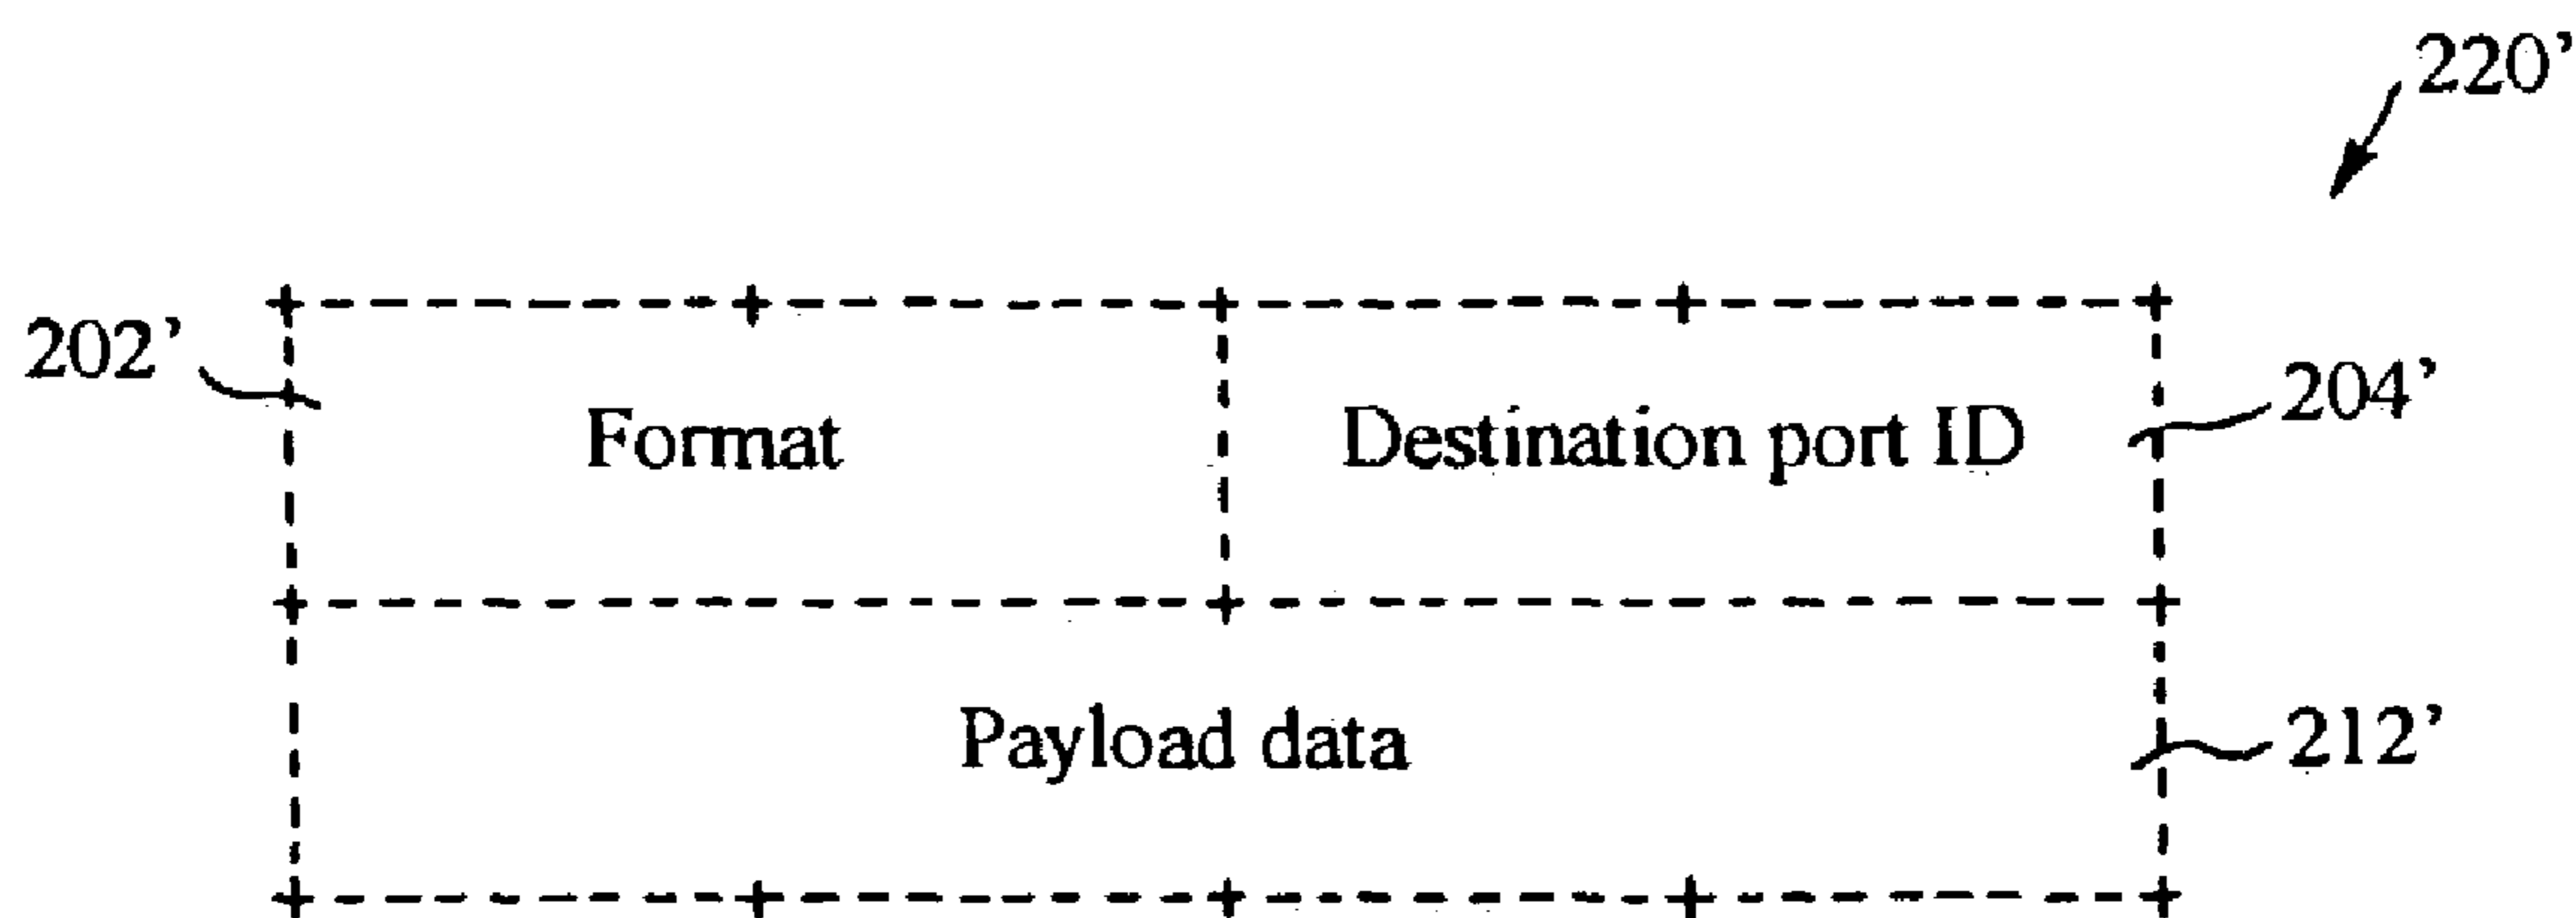 220’
202’
204’
Format
Destination port ID
Payload data
212’